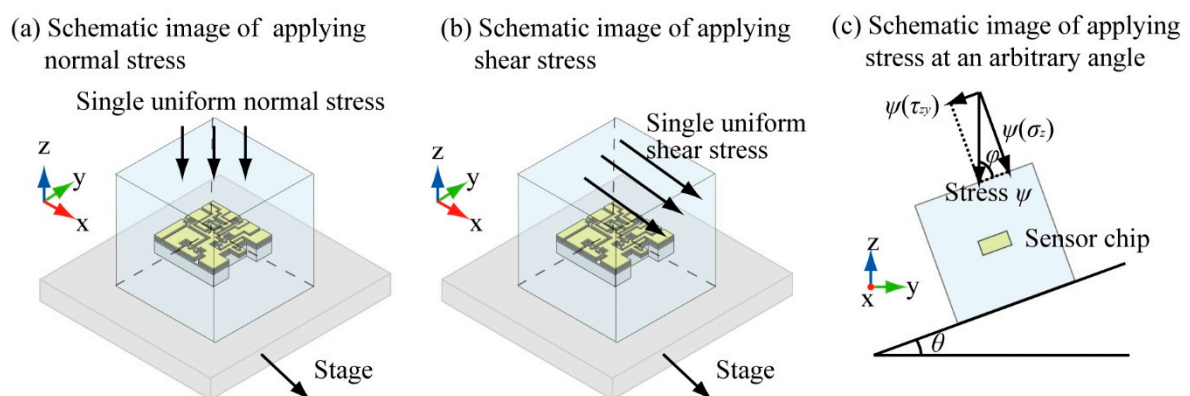 (a) Schematic image of applying
normal stress
Single uniform normal stress
z
y
x
Stage
(b) Schematic image of applying
shear stress
Single uniform
shear stress
z
y
x
Stage
(c) Schematic image of applying
stress at an arbitrary angle
ψ(τzy)
ψ(σz)
φ
Stress ψ
Sensor chip
z
y
x
θ